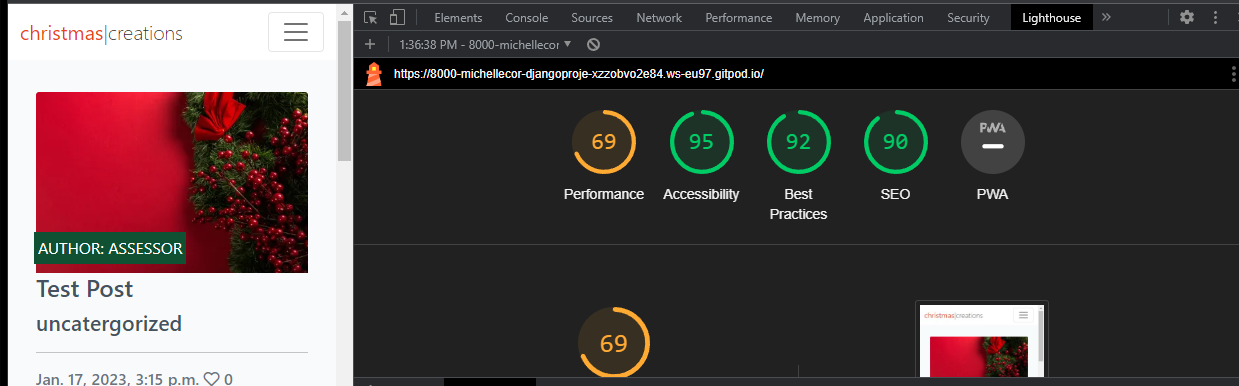 christmas|creations
AUTHOR: ASSESSOR
Test Post
uncatergorized
Jan. 17, 2023, 3:15 p.m. 0
Elements Console Sources Network Performance Memory Application Security Lighthouse »
+ 1:36:38 PM - 8000-michellecor
https://8000-michellecor-djangoproje-xzzobvo2e84.ws-eu97.gitpod.io/
69 95 92 90 PWA
Performance Accessibility Best Practices SEO PWA
69
christmas|creations